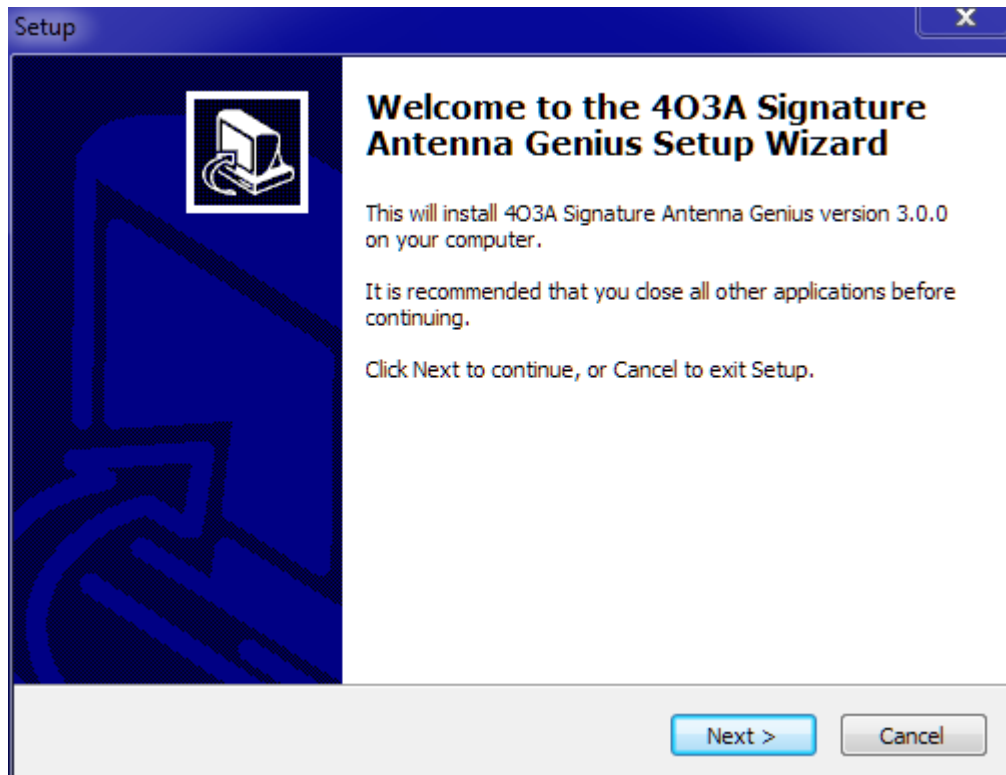 Setup
Welcome to the 4O3A Signature
Antenna Genius Setup Wizard
This will install 4O3A Signature Antenna Genius version 3.0.0
on your computer.
It is recommended that you close all other applications before
continuing.
Click Next to continue, or Cancel to exit Setup.
Next >
Cancel